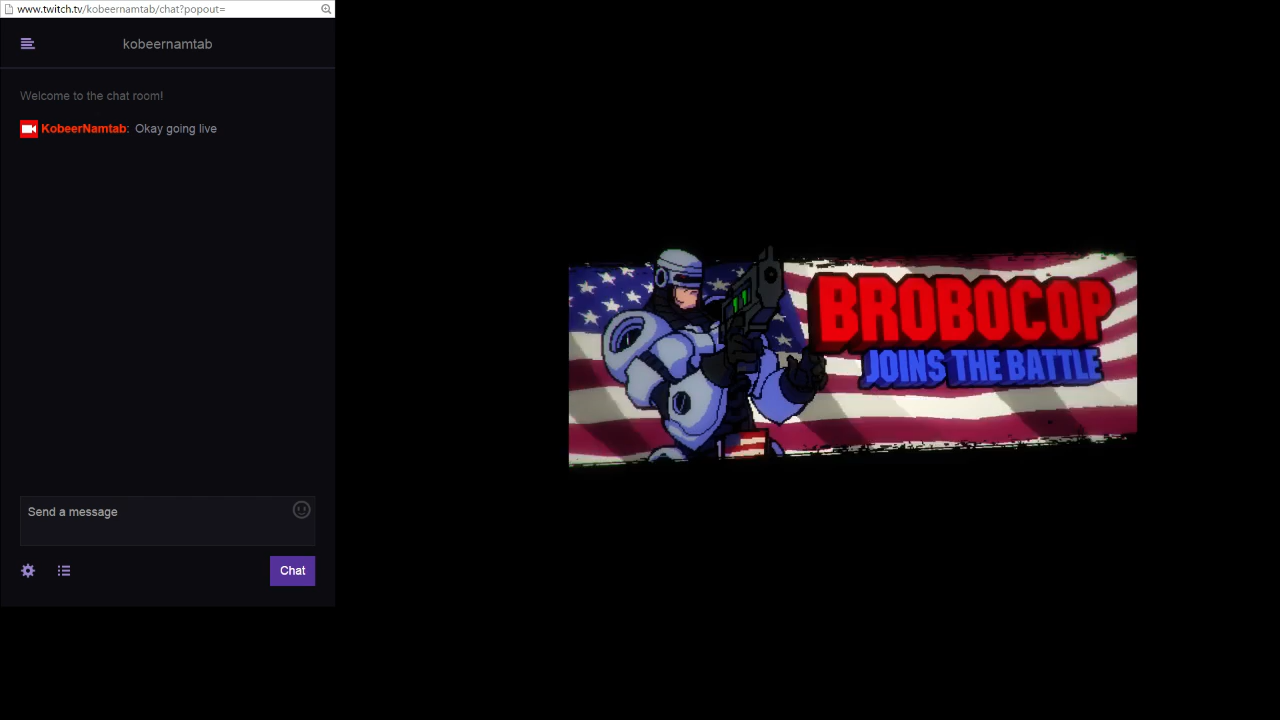 www.twitch.tv/kobeernamtab/chat?popout=
kobeernamtab
Welcome to the chat room!
KobeerNamtab: Okay going live
BROBOCOP
JOINS THE BATTLE
Send a message
Chat